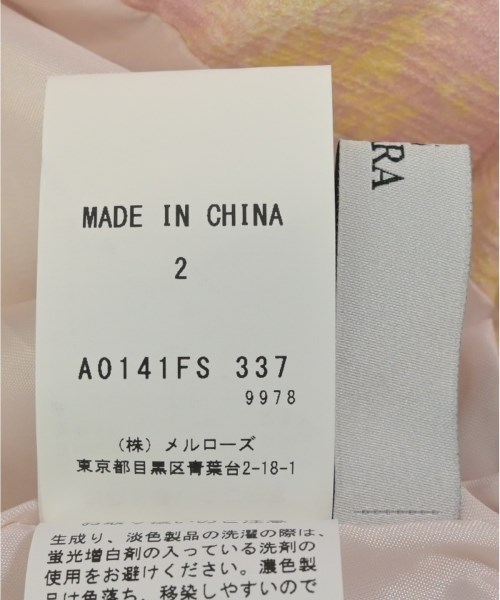 MADE IN CHINA
2
A0141FS 337
9978
(株) メルローズ
東京都目黒区青葉台2-18-1
生成り、淡色製品の洗濯の際は、
蛍光増白剤の入っている洗剤の
使用をお避けください。濃色製
品は色落ち、移染しやすいので
RA